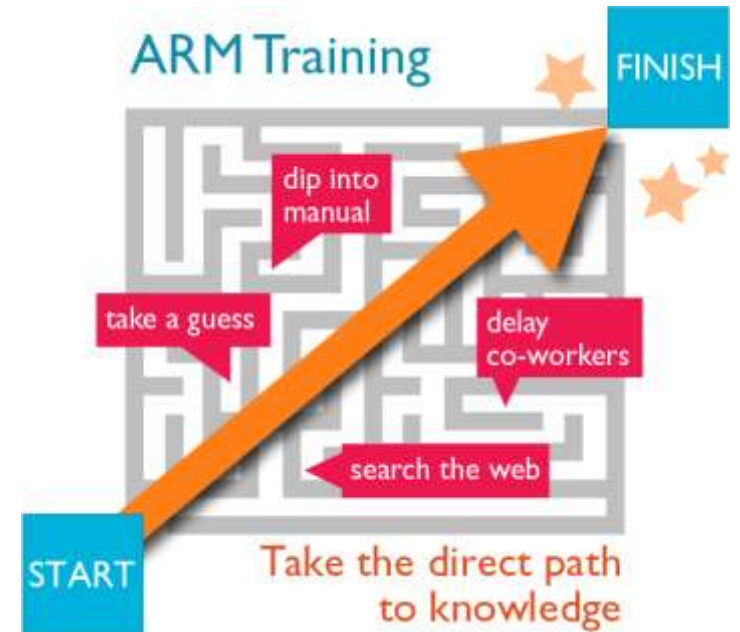 ARM Training
FINISH
dip into
manual
take a guess
delay
co-workers
search the web
START
Take the direct path
to knowledge